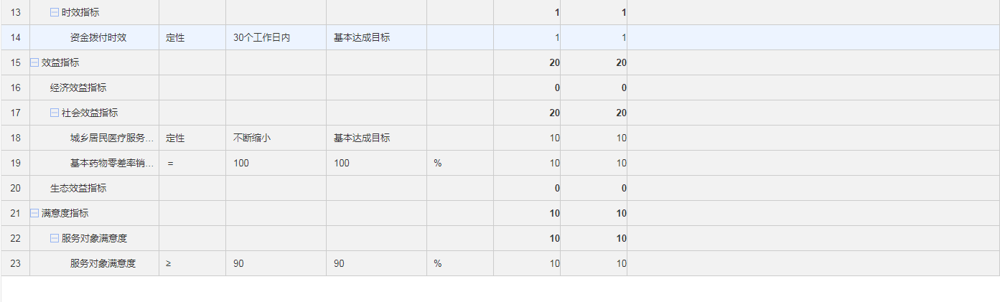 13 时效指标 1 1
14 资金拨付时效 定性 30个工作日内 基本达成目标 1 1
15 效益指标 20 20
16 经济效益指标 0 0
17 社会效益指标 20 20
18 城乡居民医疗服务... 定性 不断缩小 基本达成目标 10 10
19 基本药物零差率销... = 100 100 % 10 10
20 生态效益指标 0 0
21 满意度指标 10 10
22 服务对象满意度 10 10
23 服务对象满意度 ≥ 90 90 % 10 10